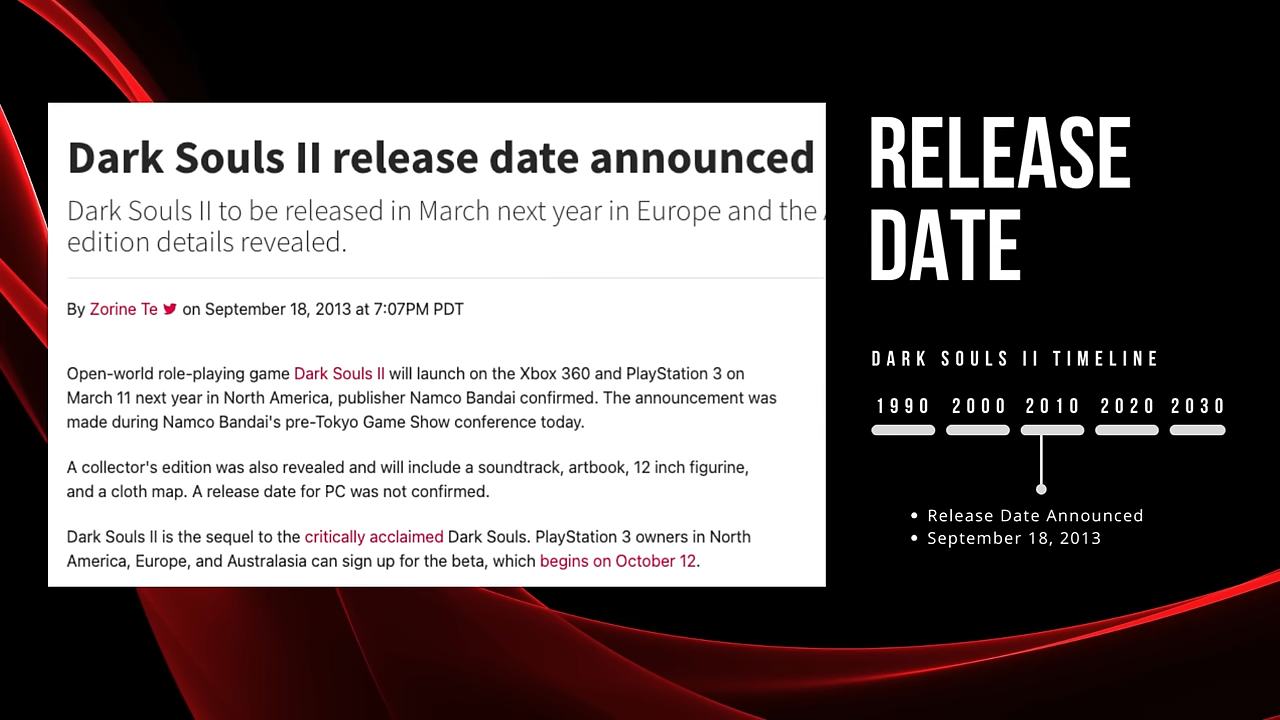 Dark Souls II release date announced
Dark Souls II to be released in March next year in Europe and the
edition details revealed.
By Zorine Te on September 18, 2013 at 7:07PM PDT
Open-world role-playing game Dark Souls II will launch on the Xbox 360 and PlayStation 3 on
March 11 next year in North America, publisher Namco Bandai confirmed. The announcement was
made during Namco Bandai's pre-Tokyo Game Show conference today.
A collector's edition was also revealed and will include a soundtrack, artbook, 12 inch figurine,
and a cloth map. A release date for PC was not confirmed.
Dark Souls II is the sequel to the critically acclaimed Dark Souls. PlayStation 3 owners in North
America, Europe, and Australasia can sign up for the beta, which begins on October 12.
RELEASE
DATE
DARK SOULS II TIMELINE
1990 2000 2010 2020 2030
• Release Date Announced
• September 18, 2013